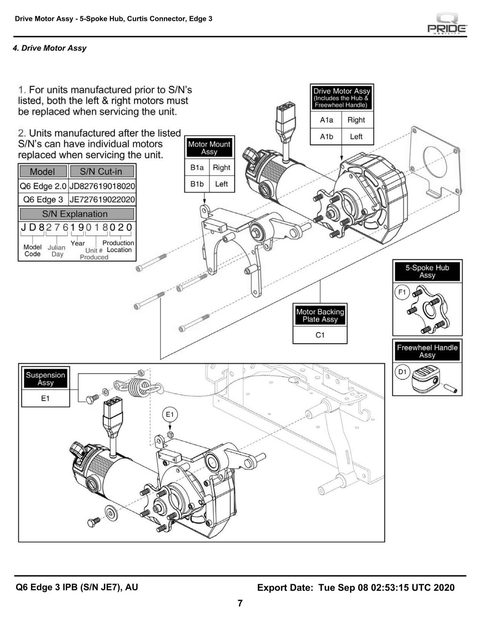 Drive Motor Assy - 5-Spoke Hub, Curtis Connector, Edge 3
PRIDE
4. Drive Motor Assy
1. For units manufactured prior to S/N's
listed, both the left & right motors must
be replaced when servicing the unit.
2. Units manufactured after the listed
S/N's can have individual motors
replaced when servicing the unit.
Model S/N Cut-in
Q6 Edge 2.0 JD827619018020
Q6 Edge 3 JE727619022020
S/N Explanation
JD827619018020
Model Code
Julian Day
Year
Unit # Produced
Production Location
Motor Mount
Assy
B1a Right
B1b Left
Drive Motor Assy
(Includes the Hub &
Freewheel Handle)
A1a Right
A1b Left
5-Spoke Hub
Assy
F1
Motor Backing
Plate Assy
C1
Freewheel Handle
Assy
D1
Suspension
Assy
E1
E1
Q6 Edge 3 IPB (S/N JE7), AU
Export Date: Tue Sep 08 02:53:15 UTC 2020
7